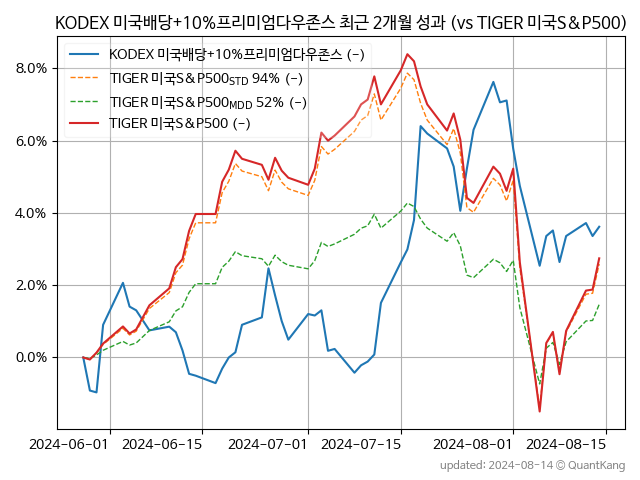 KODEX 미국배당+10%프리미엄다우존스 최근 2개월 성과 (vs TIGER 미국S&P500)
KODEX 미국배당+10%프리미엄다우존스 (-)
TIGER 미국S&P500STD 94% (-)
TIGER 미국S&P500MDD 52% (-)
TIGER 미국S&P500 (-)
8.0%
6.0%
4.0%
2.0%
0.0%
2024-06-01 2024-06-15 2024-07-01 2024-07-15 2024-08-01 2024-08-15
updated: 2024-08-14 © QuantKang